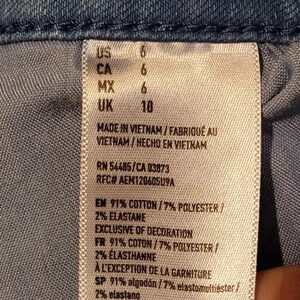 US 6
CA 6
MX 6
UK 10
MADE IN VIETNAM / FABRIQUÉ AU
VIETNAM / HECHO EN VIETNAM
RN 54485/CA 03873
RFC# AEM120605U9A
EN 91% COTTON / 7% POLYESTER /
2% ELASTANE
EXCLUSIVE OF DECORATION
FR 91% COTON / 7% POLYESTER /
2% ÉLASTHANNE
À L'EXCEPTION DE LA GARNITURE
SP 91% algodón / 7% elastomultiéster /
2% elastano